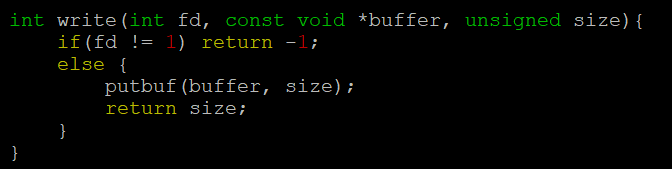 int write(int fd, const void *buffer, unsigned size){
    if(fd != 1) return -1;
    else {
        putbuf(buffer, size);
        return size;
    }
}